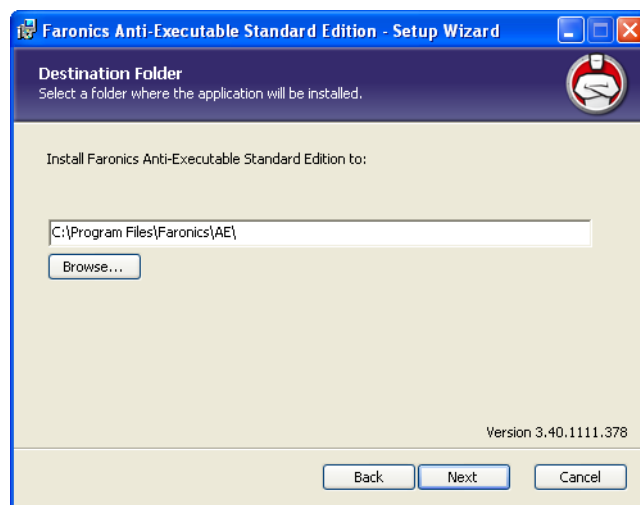 Faronics Anti-Executable Standard Edition - Setup Wizard
Destination Folder
Select a folder where the application will be installed.
Install Faronics Anti-Executable Standard Edition to:
C:\Program Files\Faronics\AE\
Browse...
Version 3.40.1111.378
Back Next Cancel